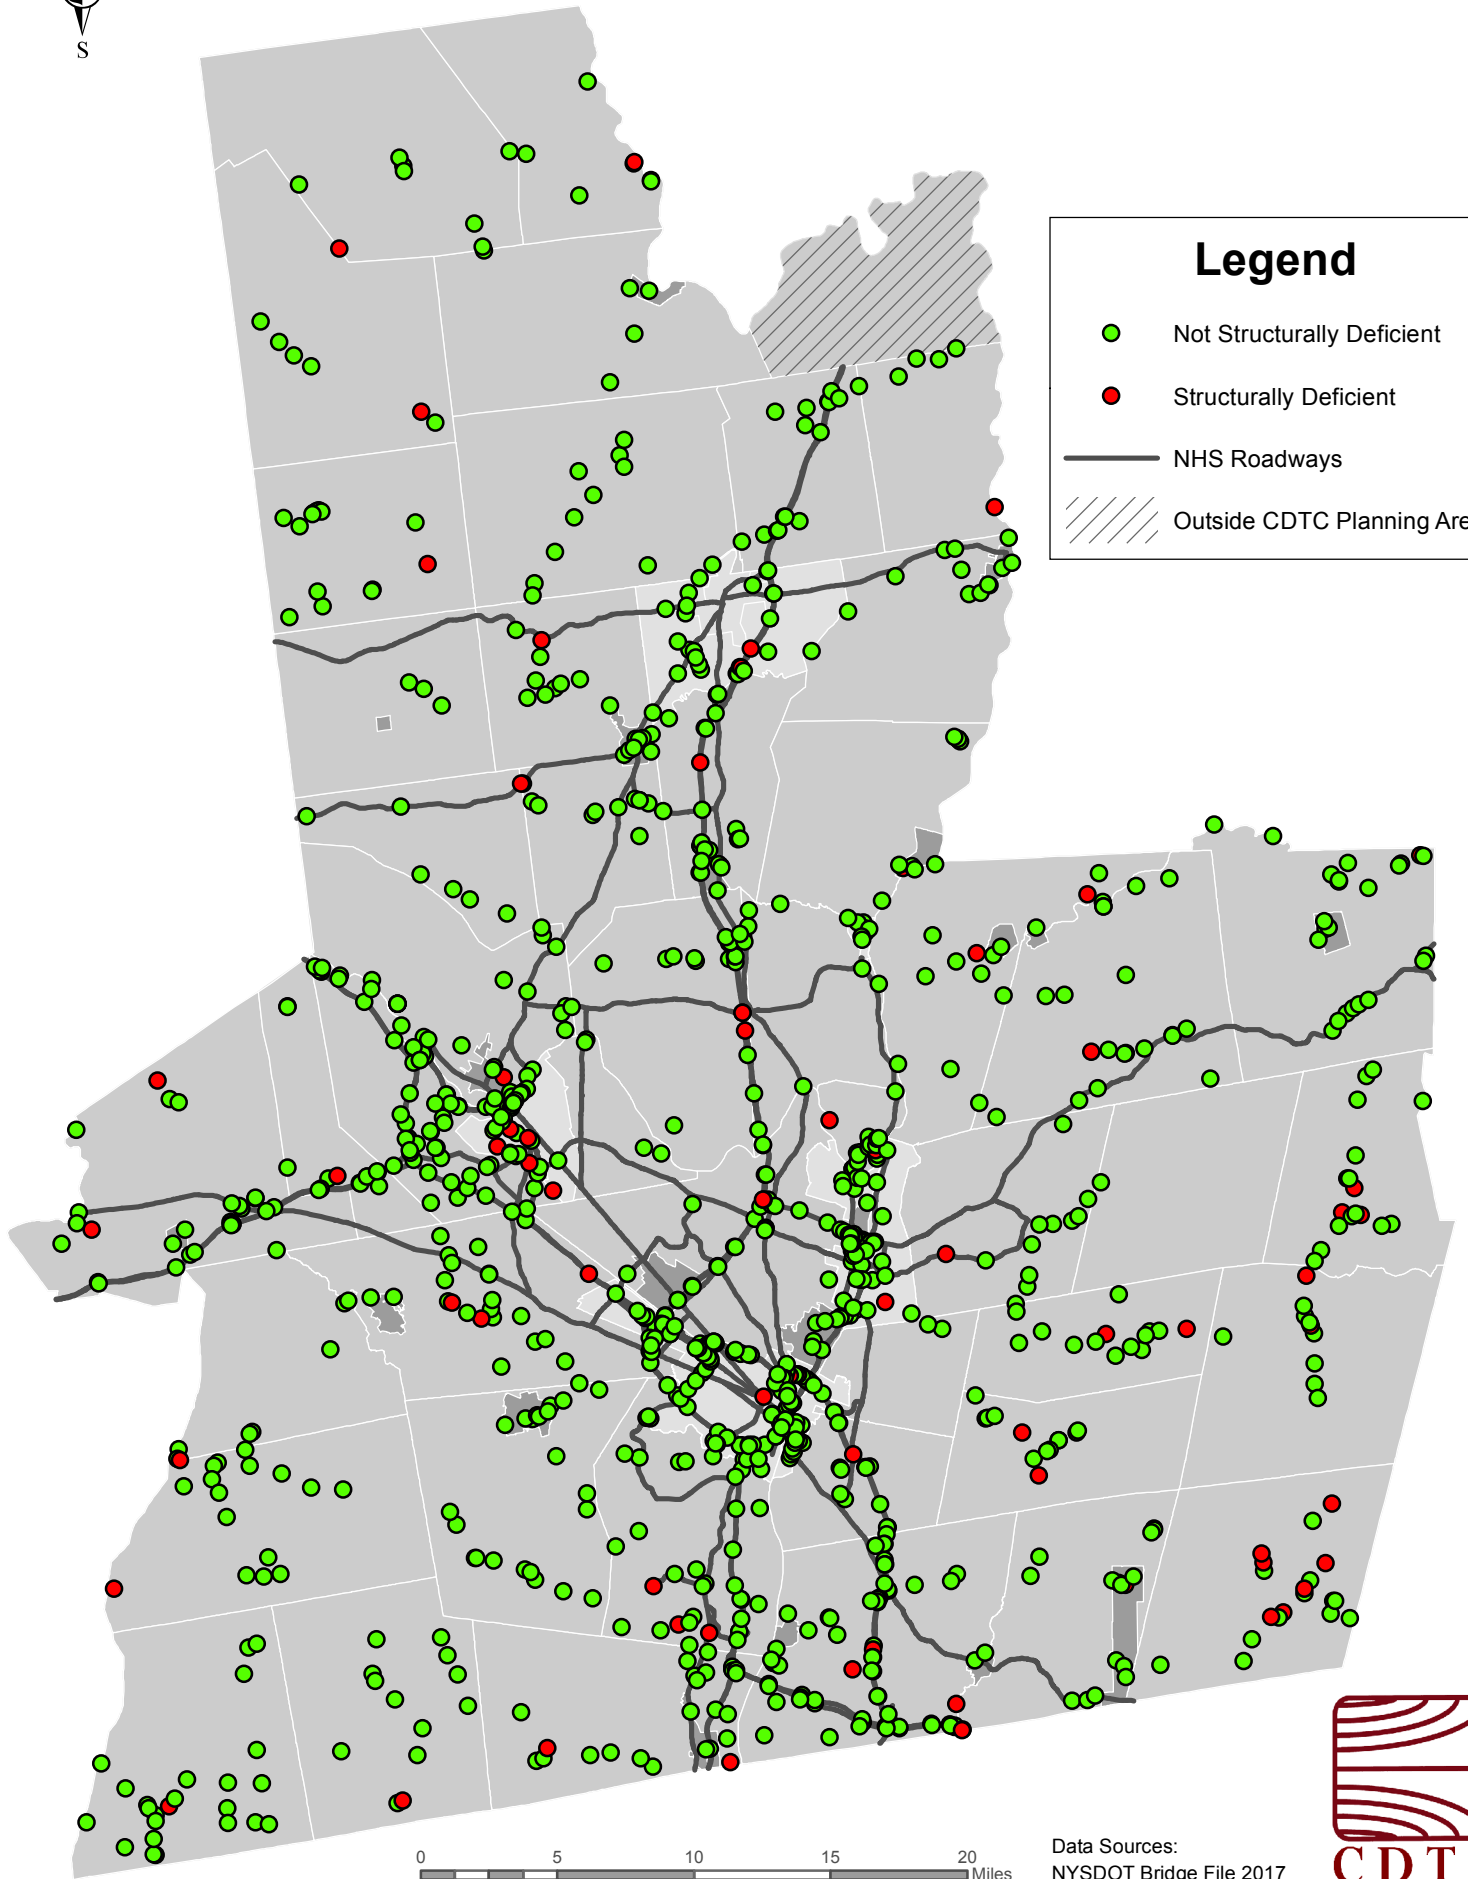 S
Legend
Not Structurally Deficient
Structurally Deficient
NHS Roadways
Outside CDTC Planning Are
0 5 10 15 20
Miles
Data Sources:
NYSDOT Bridge File 2017
CDT